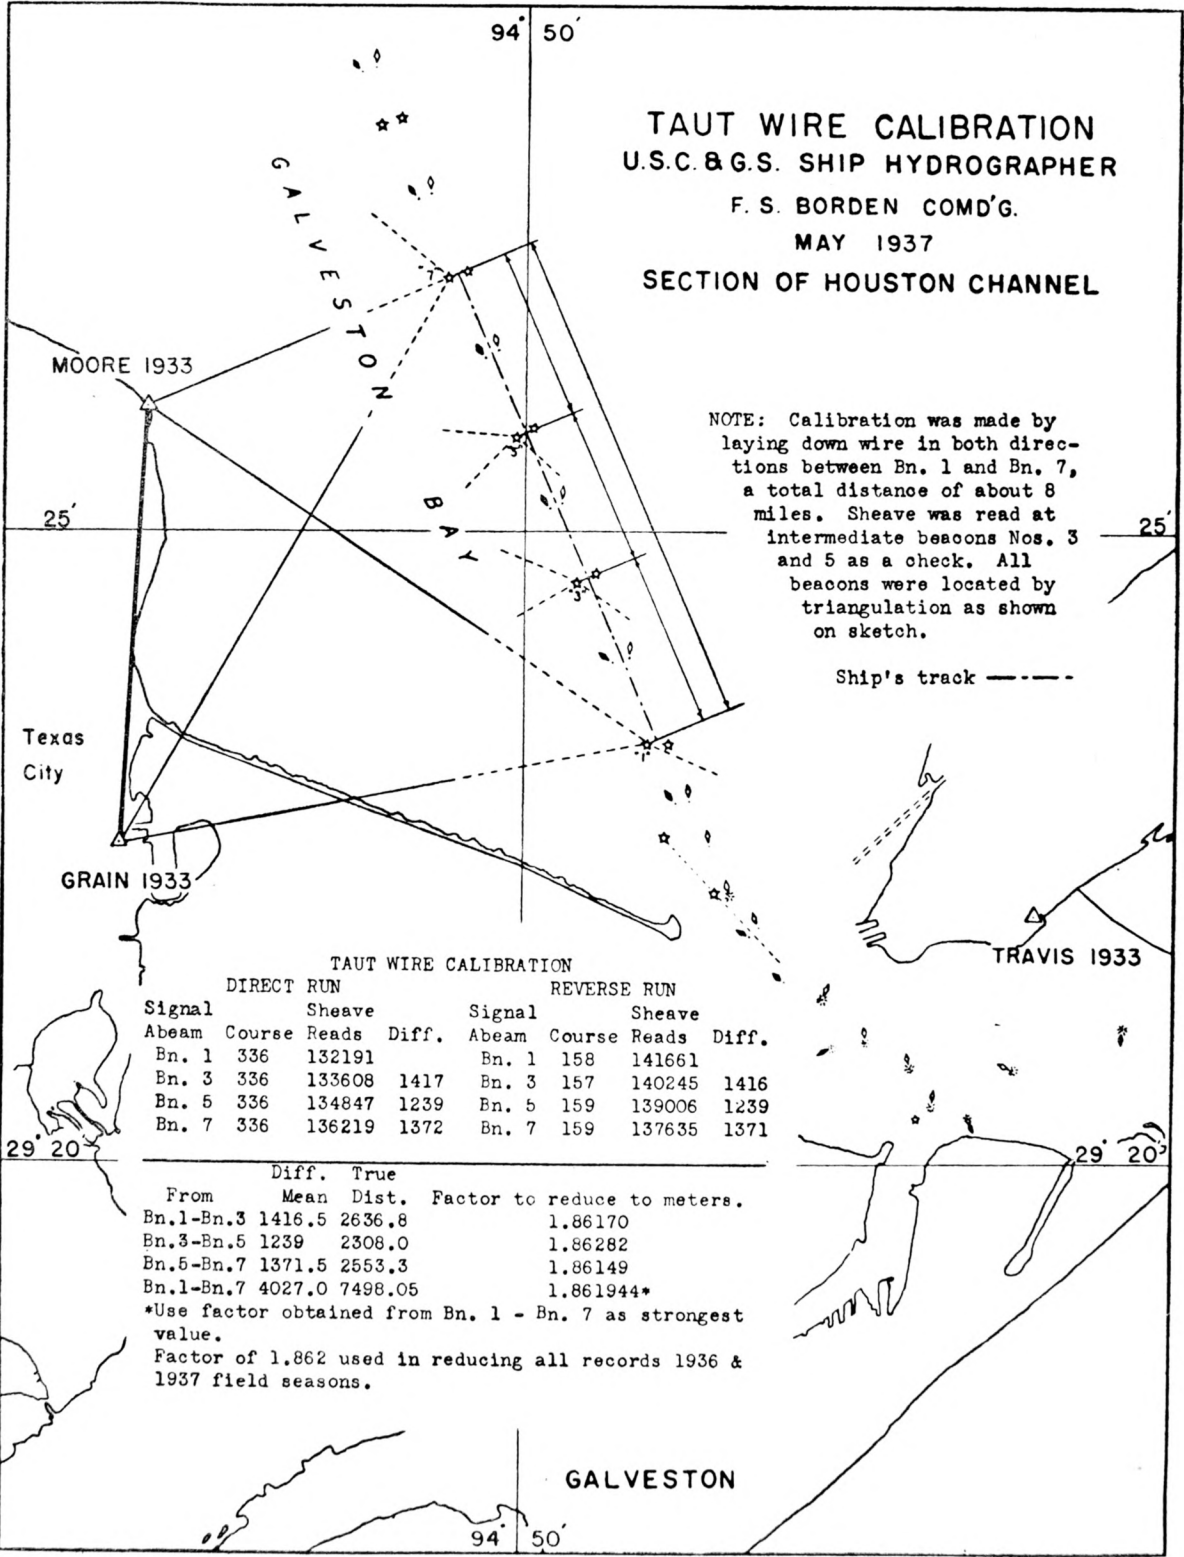 94° 50′
TAUT WIRE CALIBRATION
U.S.C. & G.S. SHIP HYDROGRAPHER
F. S. BORDEN COMD'G.
MAY 1937
SECTION OF HOUSTON CHANNEL
GALVESTON
BAY
"7"
MOORE 1933
"5"
NOTE: Calibration was made by
laying down wire in both direc-
tions between Bn. 1 and Bn. 7,
a total distance of about 8
miles. Sheave was read at
intermediate beacons Nos. 3
and 5 as a check. All
beacons were located by
triangulation as shown
on sketch.
25′
25′
"3"
Ship's track
Texas
City
"1"
GRAIN 1933
TRAVIS 1933
TAUT WIRE CALIBRATION
DIRECT RUN REVERSE RUN
Signal Sheave Signal Sheave
Abeam Course Reads Diff. Abeam Course Reads Diff.
Bn. 1 336 132191 Bn. 1 158 141661
Bn. 3 336 133608 1417 Bn. 3 157 140245 1416
Bn. 5 336 134847 1239 Bn. 5 159 139006 1239
Bn. 7 336 136219 1372 Bn. 7 159 137635 1371
29° 20′
29° 20′
Diff. True
From Mean Dist. Factor to reduce to meters.
Bn.1-Bn.3 1416.5 2636.8 1.86170
Bn.3-Bn.5 1239 2308.0 1.86282
Bn.5-Bn.7 1371.5 2553.3 1.86149
Bn.1-Bn.7 4027.0 7498.05 1.861944*
*Use factor obtained from Bn. 1 - Bn. 7 as strongest
value.
Factor of 1.862 used in reducing all records 1936 &
1937 field seasons.
GALVESTON
94° 50′